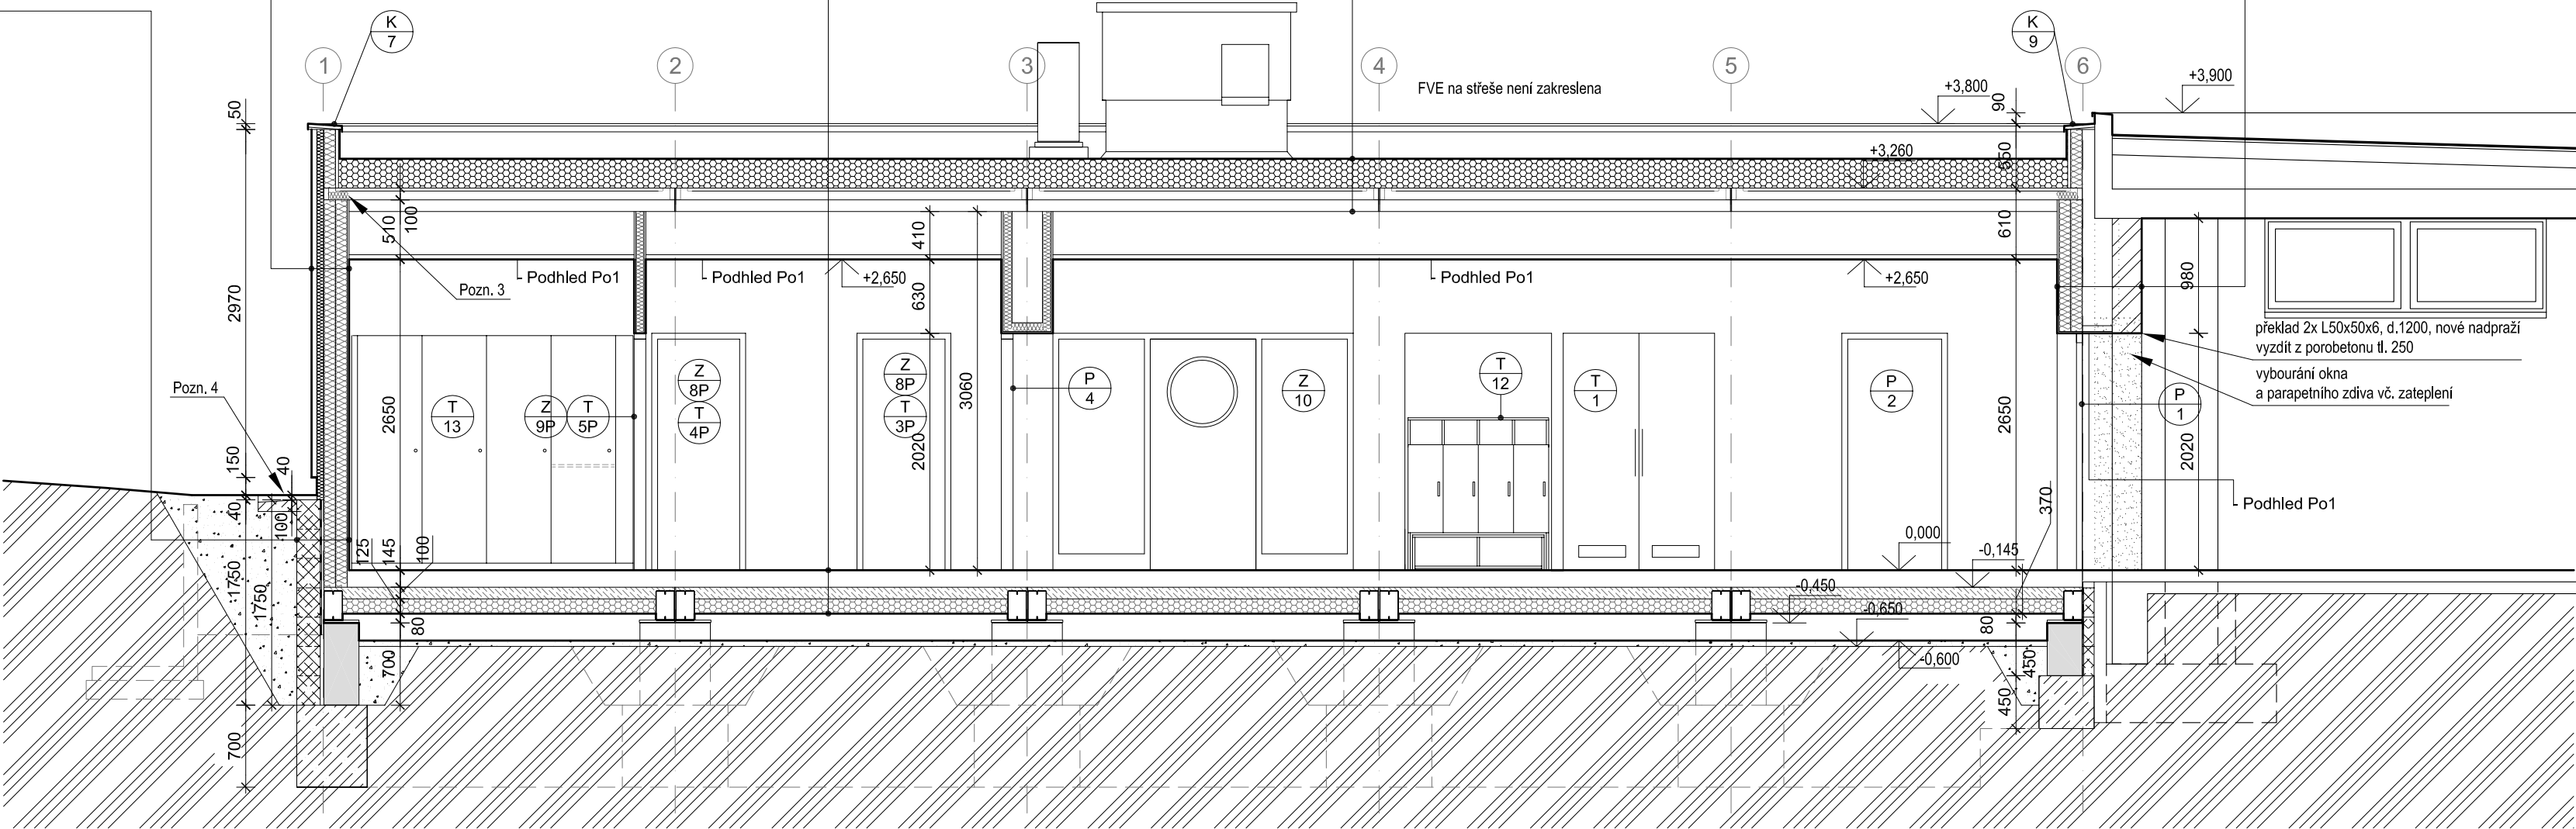 K
7
K
9
1
2
3
4
5
6
FVE na střeše není zakreslena
+3,800
+3,900
90
50
+3,260
550
510
100
410
610
Podhled Po1
Podhled Po1
+2,650
Podhled Po1
+2,650
Pozn. 3
2970
630
980
překlad 2x L50x50x6, d.1200, nové nadpraží
vyzdít z porobetonu tl. 250
vybourání okna
a parapetního zdiva vč. zateplení
Pozn. 4
2650
T
13
Z
9P
T
5P
Z
8P
T
4P
Z
8P
T
3P
2020
3060
P
4
Z
10
T
12
T
1
P
2
2650
P
1
2020
150
40
40
100
370
Podhled Po1
125
145
100
0,000
-0,145
1750
1750
-0,450
-0,650
80
80
700
-0,600
450
450
700